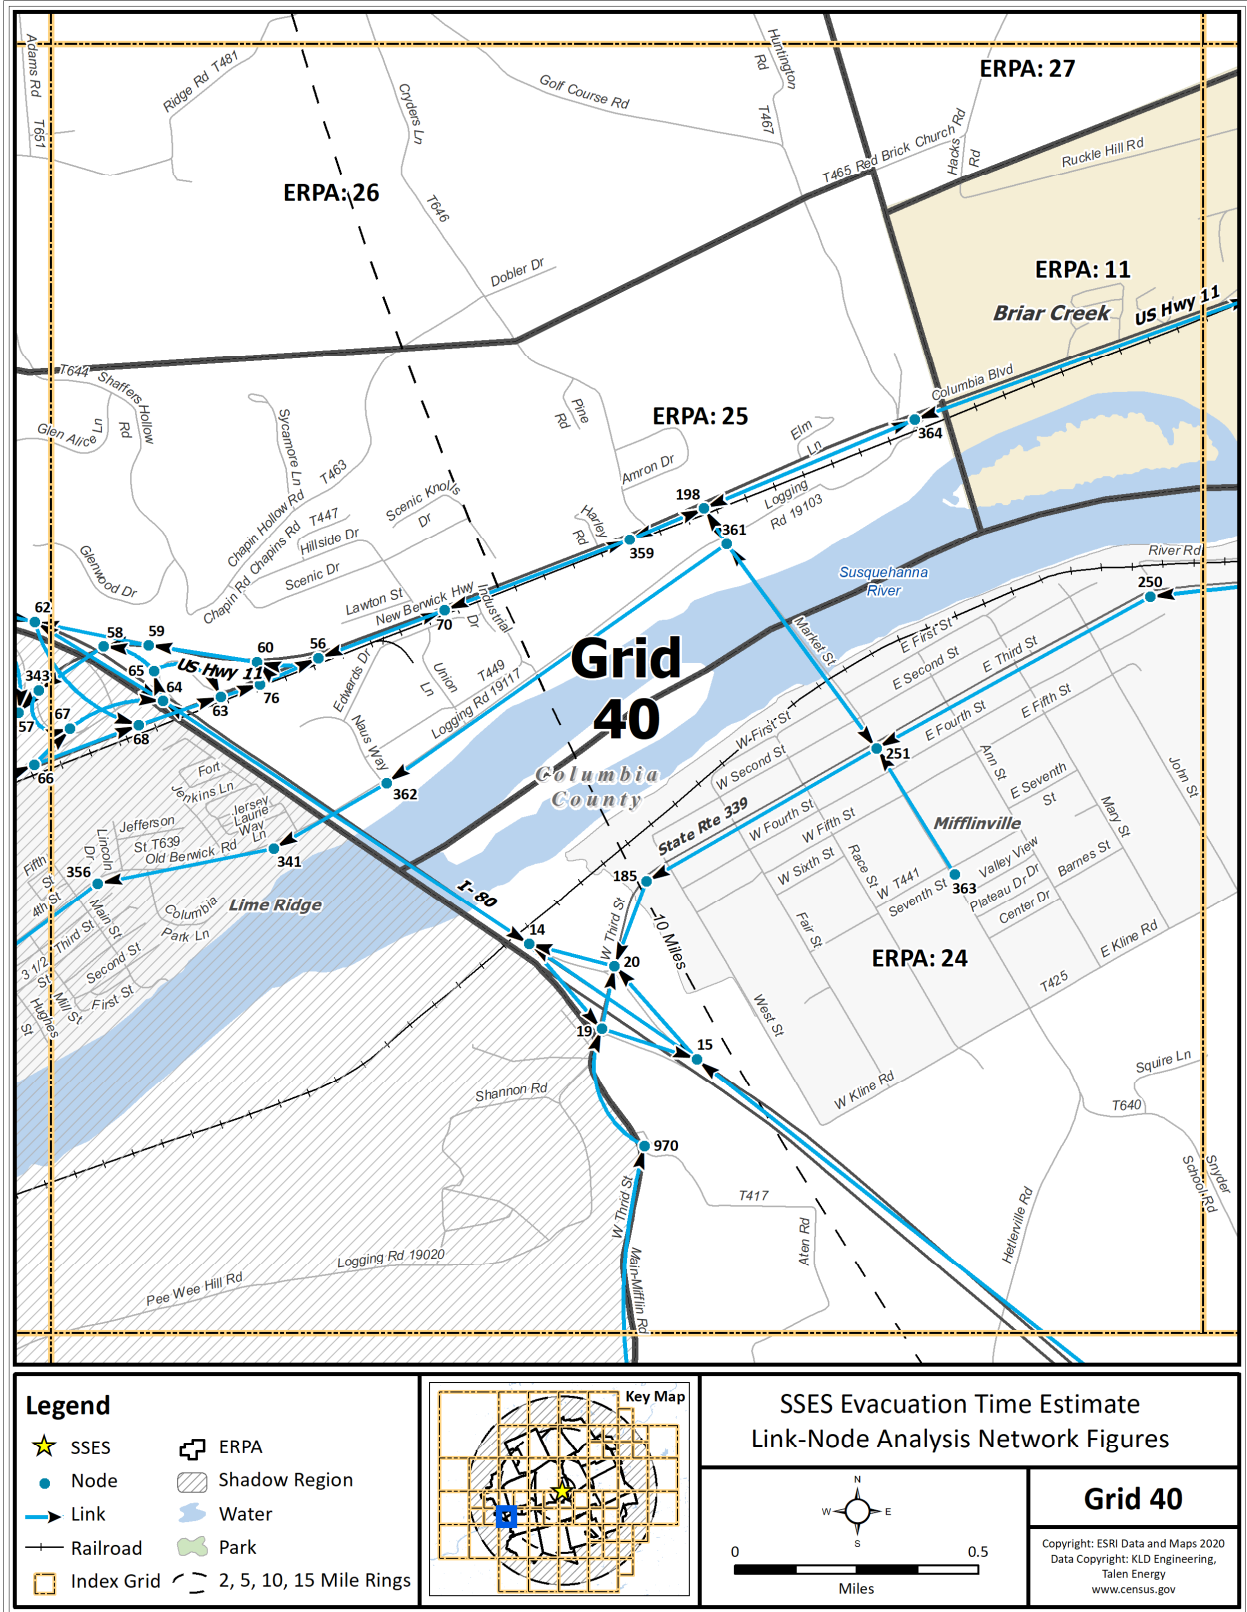 Adams Rd
T651
Ridge Rd T481
Cryders Ln
Golf Course Rd
Huntington
Rd
T467
ERPA: 27
T465 Red Brick Church Rd
Hacks
Rd
Ruckle Hill Rd
ERPA: 26
T646
Dobler Dr
ERPA: 11
Briar Creek
US Hwy 11
T644
Shaffers
Hollow
Rd
Glen Alice
Ln
Sycamore Ln
T463
Pine
Rd
ERPA: 25
Columbia Blvd
364
Elm
Ln
Amron Dr
Logging
Rd 19103
198
361
359
Harley
Rd
Scenic Knolls
Dr
Chapin Hollow Rd
T447
Chapins Rd
Hillside Dr
Scenic Dr
Chapin Rd
Glenwood Dr
Lawton St
New Berwick Hwy
Industrial
Dr
70
Susquehanna
River
River Rd
250
62
58
59
60
56
65
US Hwy 11
343
64
63
76
57
67
68
66
Edwards Dr
Union
Ln
T449
Logging Rd 19117
Naus Way
362
Grid
40
Columbia
County
Market St
E First St
E Second St
E Third St
E Fourth St
E Fifth St
251
W First St
W Second St
State Rte 339
W Fourth St
W Fifth St
W Sixth St
Ann St
E Seventh
St
Mary St
John St
Mifflinville
Race St
W T441
Seventh St
363
Valley View
Dr
Plateau Dr
Center Dr
Barnes St
Fort
Jenkins Ln
Jersey
Laurie
Way
Ln
Jefferson
St T639
Old Berwick Rd
Lincoln
Dr
341
356
Fifth
St
4th St
Lime Ridge
Columbia
Park Ln
Main St
Third St
3 1/2
St
Second St
First St
Mill St
Hughes
St
I- 80
185
W Third St
14
20
19
15
10 Miles
Fair St
West St
ERPA: 24
E Kline Rd
T425
W Kline Rd
Squire Ln
T640
Snyder
School Rd
Shannon Rd
970
W Thrid St
T417
Aten Rd
Hetlerville Rd
Main-Mifflin Rd
Logging Rd 19020
Pee Wee Hill Rd
Legend
SSES
Node
Link
Railroad
Index Grid
ERPA
Shadow Region
Water
Park
2, 5, 10, 15 Mile Rings
Key Map
SSES Evacuation Time Estimate
Link-Node Analysis Network Figures
N
W
E
S
0
0.5
Miles
Grid 40
Copyright: ESRI Data and Maps 2020
Data Copyright: KLD Engineering,
Talen Energy
www.census.gov